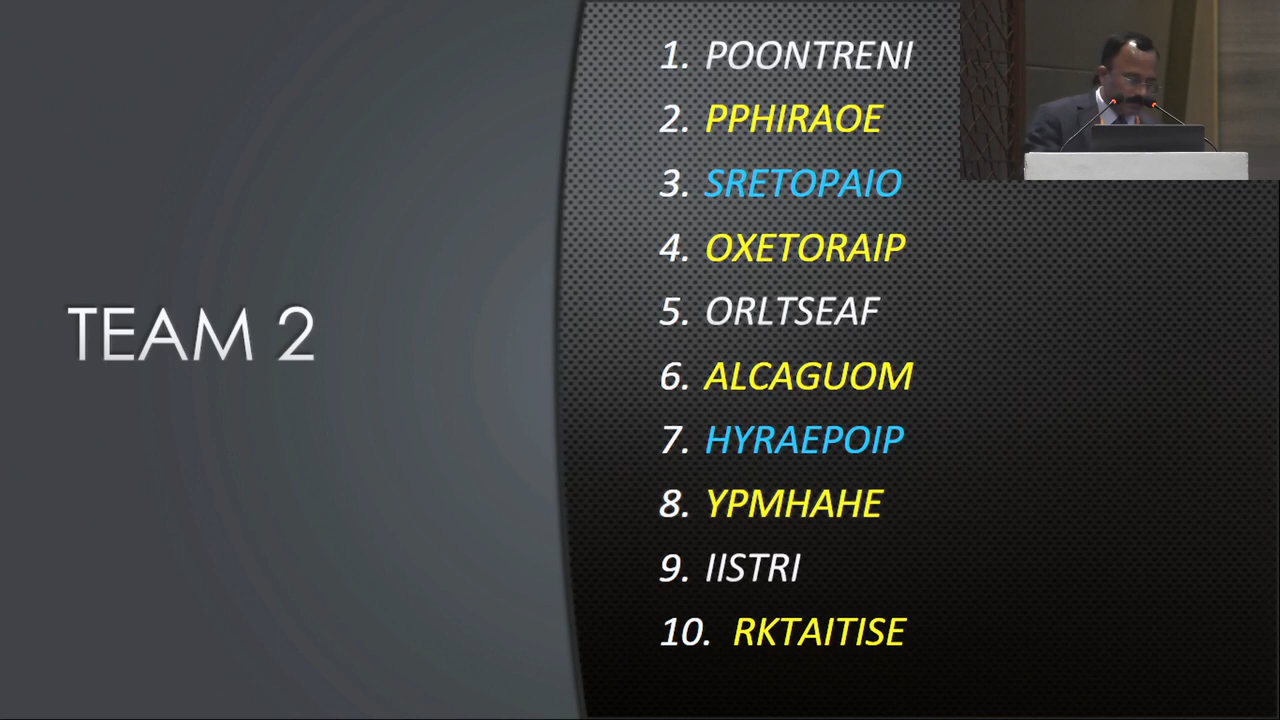 TEAM 2
1. POONTRENI
2. PPHIRAOE
3. SRETOPAIO
4. OXETORAIP
5. ORLTSEAF
6. ALCAGUOM
7. HYRAEPOIP
8. YPMHAHE
9. IISTRI
10. RKTAITISE